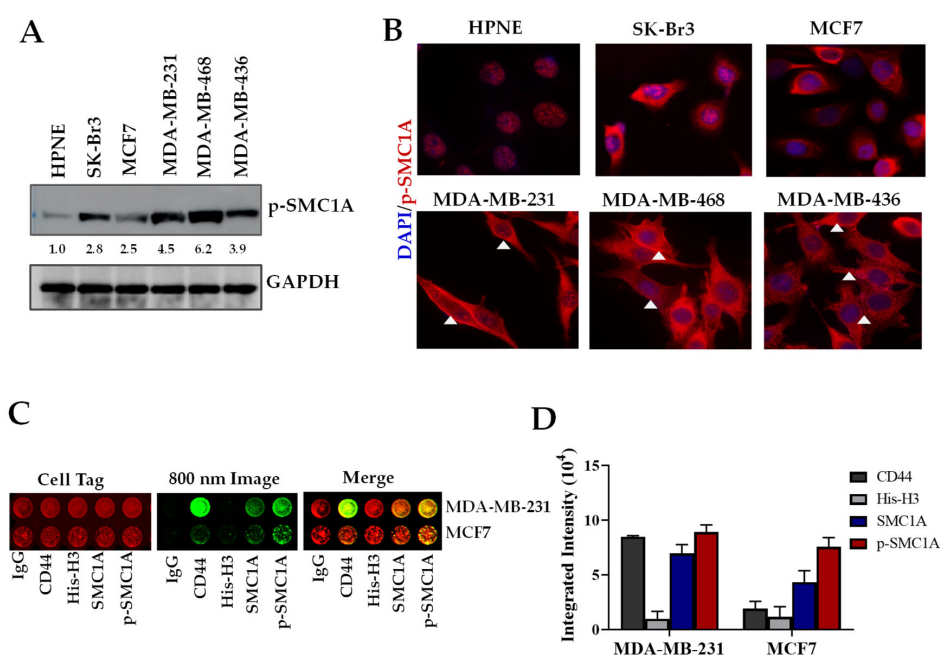 A
HPNE
SK-Br3
MCF7
MDA-MB-231
MDA-MB-468
MDA-MB-436
p-SMC1A
1.0 2.8 2.5 4.5 6.2 3.9
GAPDH
B
HPNE SK-Br3 MCF7
DAPI/p-SMC1A
MDA-MB-231 MDA-MB-468 MDA-MB-436
C
Cell Tag 800 nm Image Merge
MDA-MB-231
MCF7
IgG CD44 His-H3 SMC1A p-SMC1A IgG CD44 His-H3 SMC1A p-SMC1A IgG CD44 His-H3 SMC1A p-SMC1A
D
Integrated Intensity (10⁴)
15
10
5
0
MDA-MB-231 MCF7
CD44
His-H3
SMC1A
p-SMC1A